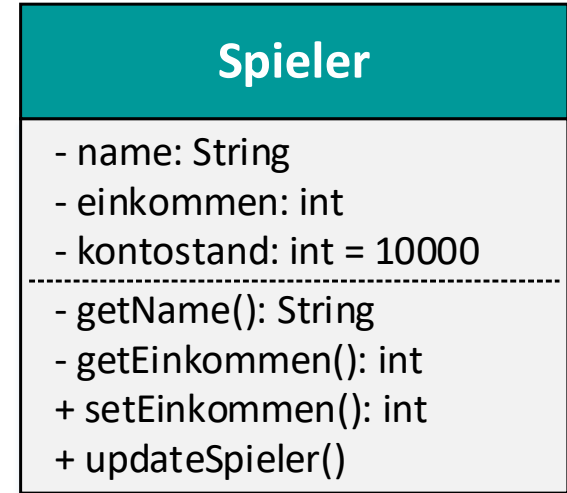 Spieler
- name: String
- einkommen: int
- kontostand: int = 10000
- getName(): String
- getEinkommen(): int
+ setEinkommen(): int
+ updateSpieler()